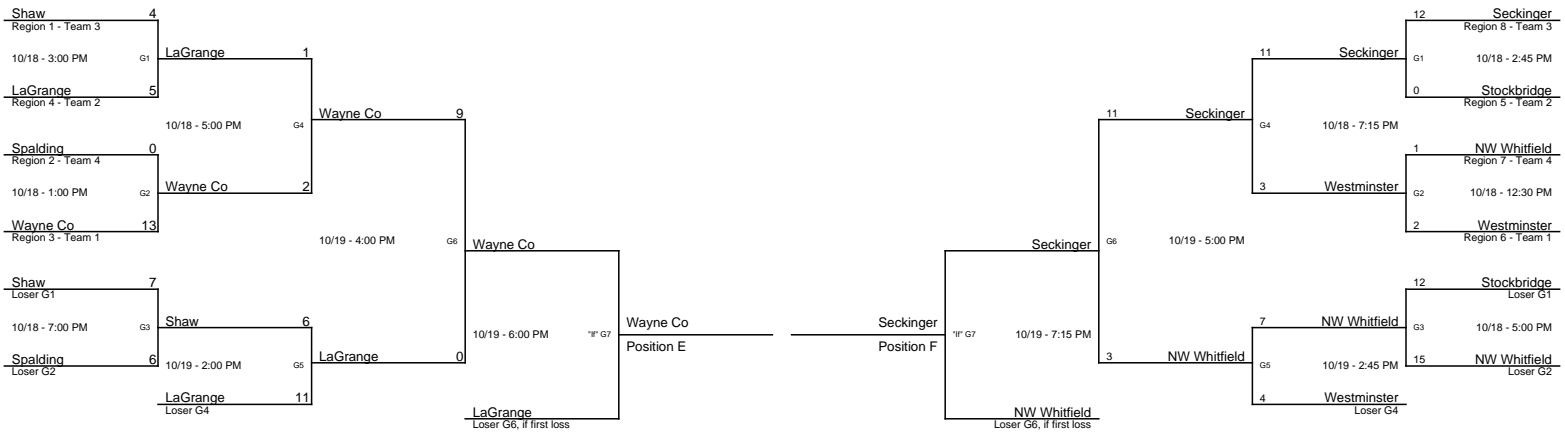 Shaw 4
Region 1 - Team 3
10/18 - 3:00 PM G1
LaGrange 1
LaGrange 5
Region 4 - Team 2
10/18 - 5:00 PM G4
Wayne Co 9
Spalding 0
Region 2 - Team 4
10/18 - 1:00 PM G2
Wayne Co 2
Wayne Co 13
Region 3 - Team 1
10/19 - 4:00 PM G6
Wayne Co
Shaw 7
Loser G1
10/18 - 7:00 PM G3
Shaw 6
Spalding 6
Loser G2
10/19 - 2:00 PM G5
LaGrange 0
LaGrange 11
Loser G4
10/19 - 6:00 PM "If" G7
Wayne Co
Position E
LaGrange
Loser G6, if first loss
12 Seckinger
Region 8 - Team 3
11 Seckinger
G1 10/18 - 2:45 PM
0 Stockbridge
Region 5 - Team 2
11 Seckinger
G4 10/18 - 7:15 PM
1 NW Whitfield
Region 7 - Team 4
3 Westminster
G2 10/18 - 12:30 PM
2 Westminster
Region 6 - Team 1
Seckinger
G6 10/19 - 5:00 PM
12 Stockbridge
Loser G1
7 NW Whitfield
G3 10/18 - 5:00 PM
15 NW Whitfield
Loser G2
3 NW Whitfield
G5 10/19 - 2:45 PM
4 Westminster
Loser G4
Seckinger
Position F
"If" G7 10/19 - 7:15 PM
NW Whitfield
Loser G6, if first loss